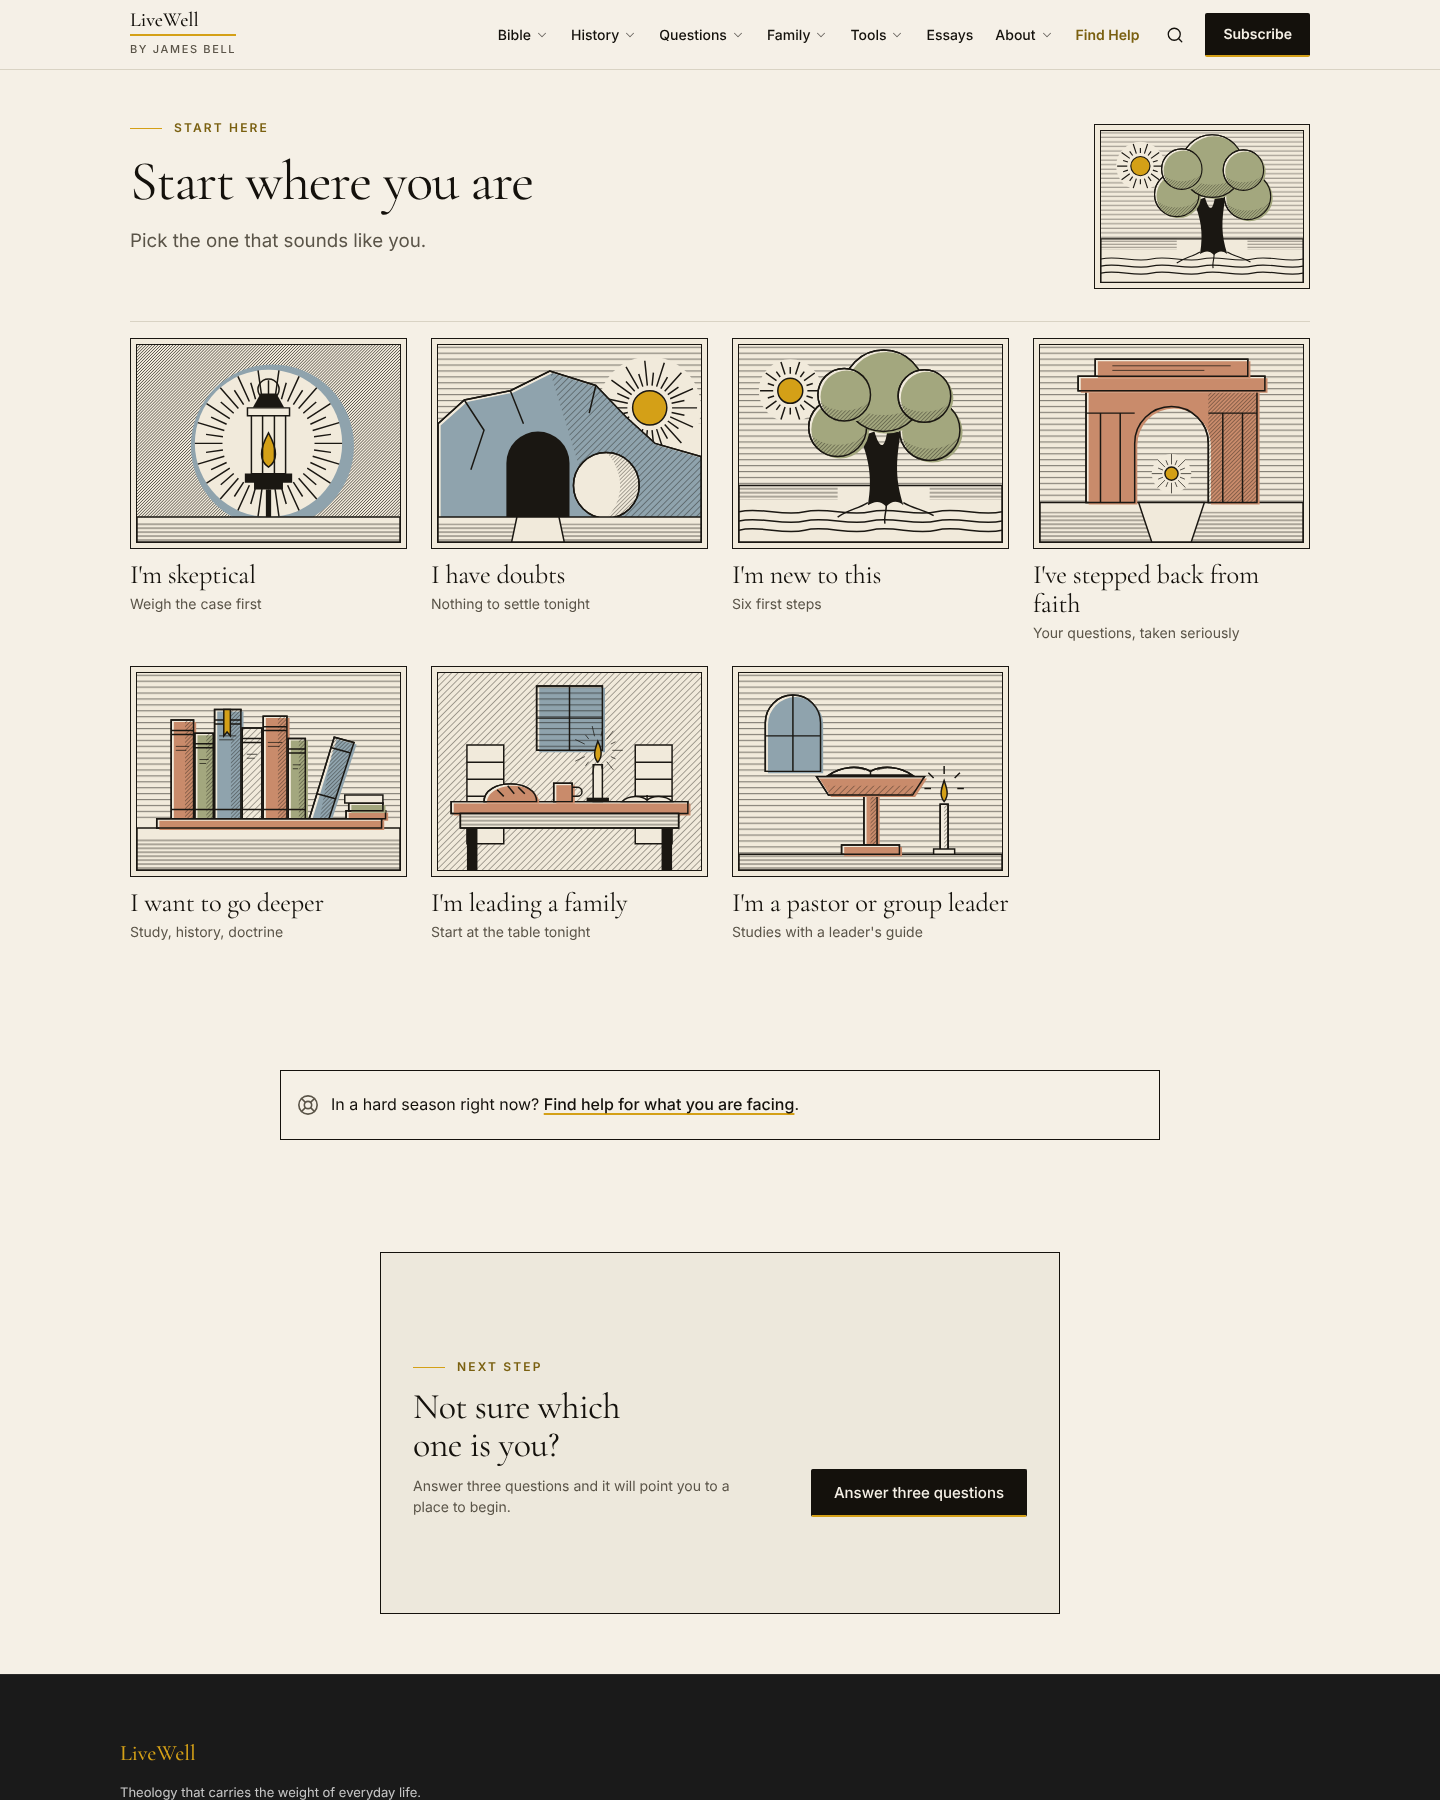 LiveWell
BY JAMES BELL
Bible
History
Questions
Family
Tools
Essays
About
Find Help
Subscribe
START HERE
Start where you are
Pick the one that sounds like you.
I'm skeptical
Weigh the case first
I have doubts
Nothing to settle tonight
I'm new to this
Six first steps
I've stepped back from
faith
Your questions, taken seriously
I want to go deeper
Study, history, doctrine
I'm leading a family
Start at the table tonight
I'm a pastor or group leader
Studies with a leader's guide
In a hard season right now? Find help for what you are facing.
NEXT STEP
Not sure which
one is you?
Answer three questions and it will point you to a
place to begin.
Answer three questions
LiveWell
Theology that carries the weight of everyday life.